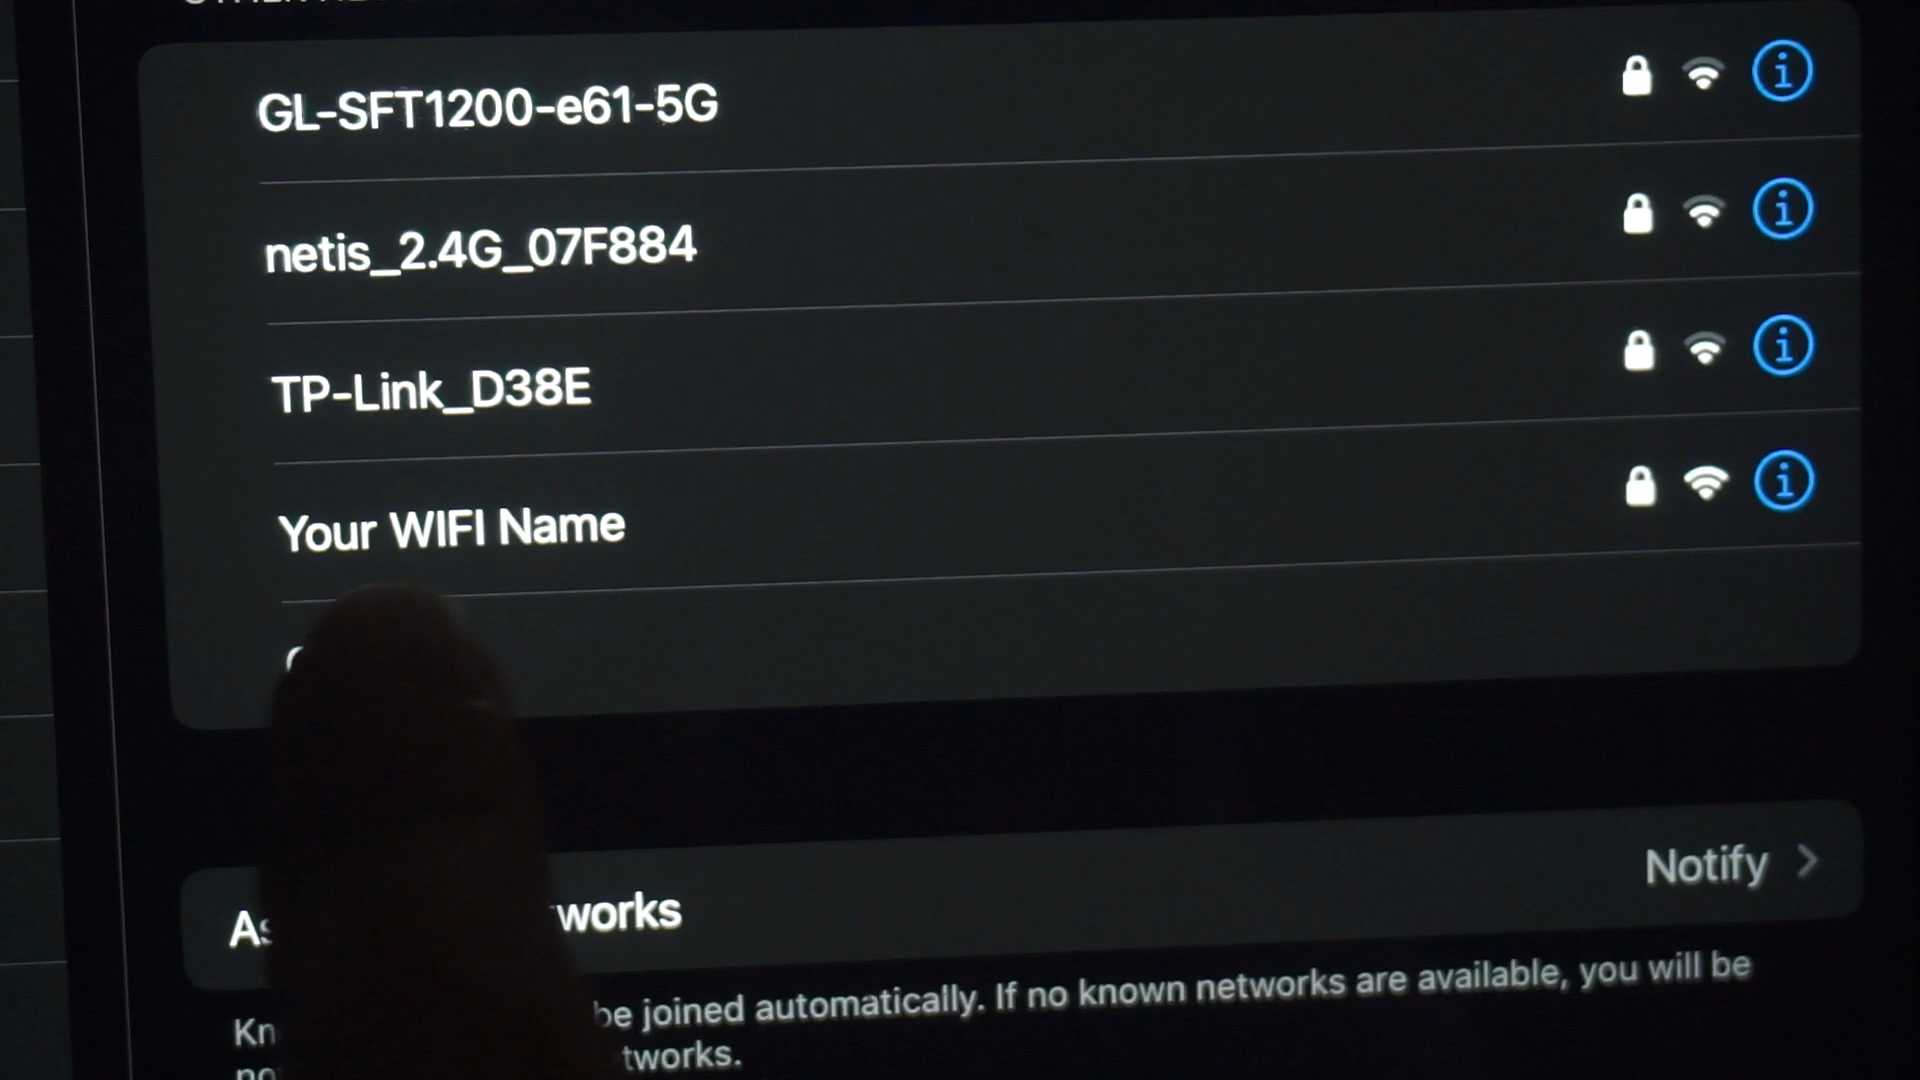 GL-SFT1200-e61-5G
netis_2.4G_07F884
TP-Link_D38E
Your WIFI Name
works
Notify
be joined automatically. If no known networks are available, you will be
tworks.